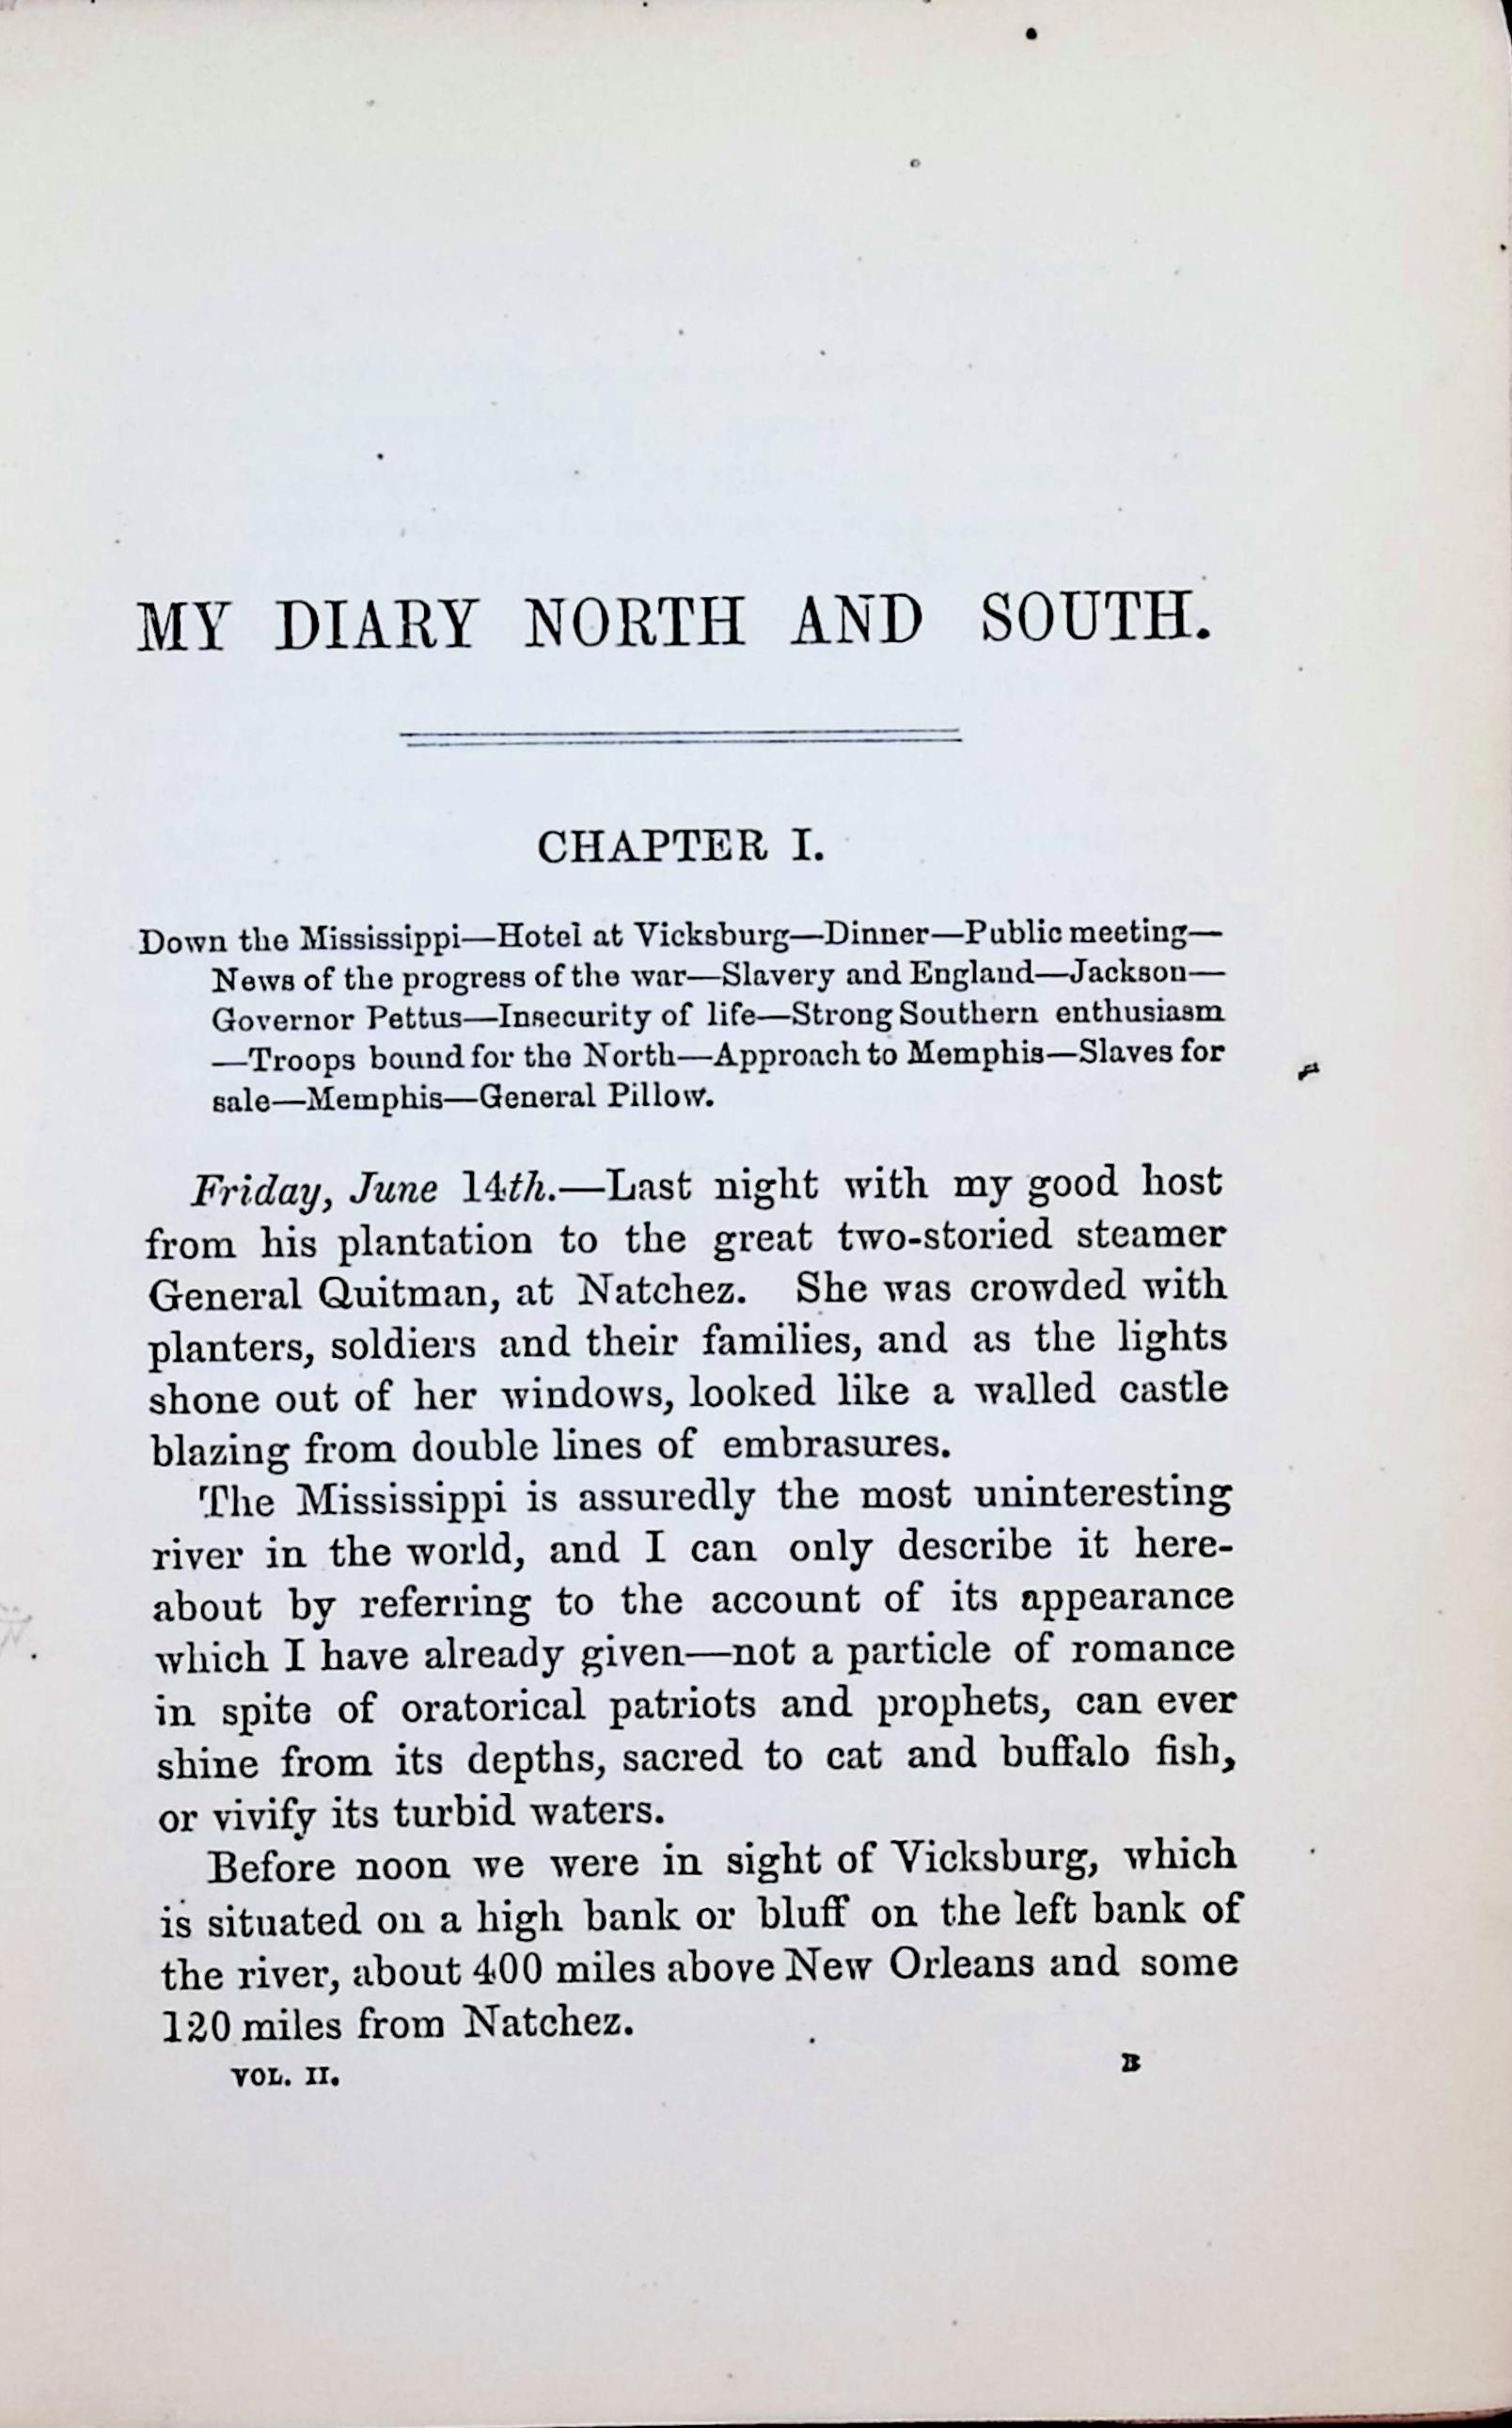 MY DIARY NORTH AND SOUTH.
CHAPTER I.
Down the Mississippi—Hotel at Vicksburg—Dinner—Public meeting—
News of the progress of the war—Slavery and England—Jackson—
Governor Pettus—Insecurity of life—Strong Southern enthusiasm
—Troops bound for the North—Approach to Memphis—Slaves for
sale—Memphis—General Pillow.
Friday, June 14th.—Last night with my good host
from his plantation to the great two-storied steamer
General Quitman, at Natchez. She was crowded with
planters, soldiers and their families, and as the lights
shone out of her windows, looked like a walled castle
blazing from double lines of embrasures.
The Mississippi is assuredly the most uninteresting
river in the world, and I can only describe it here-
about by referring to the account of its appearance
which I have already given—not a particle of romance
in spite of oratorical patriots and prophets, can ever
shine from its depths, sacred to cat and buffalo fish,
or vivify its turbid waters.
Before noon we were in sight of Vicksburg, which
is situated on a high bank or bluff on the left bank of
the river, about 400 miles above New Orleans and some
120 miles from Natchez.
VOL. II. B